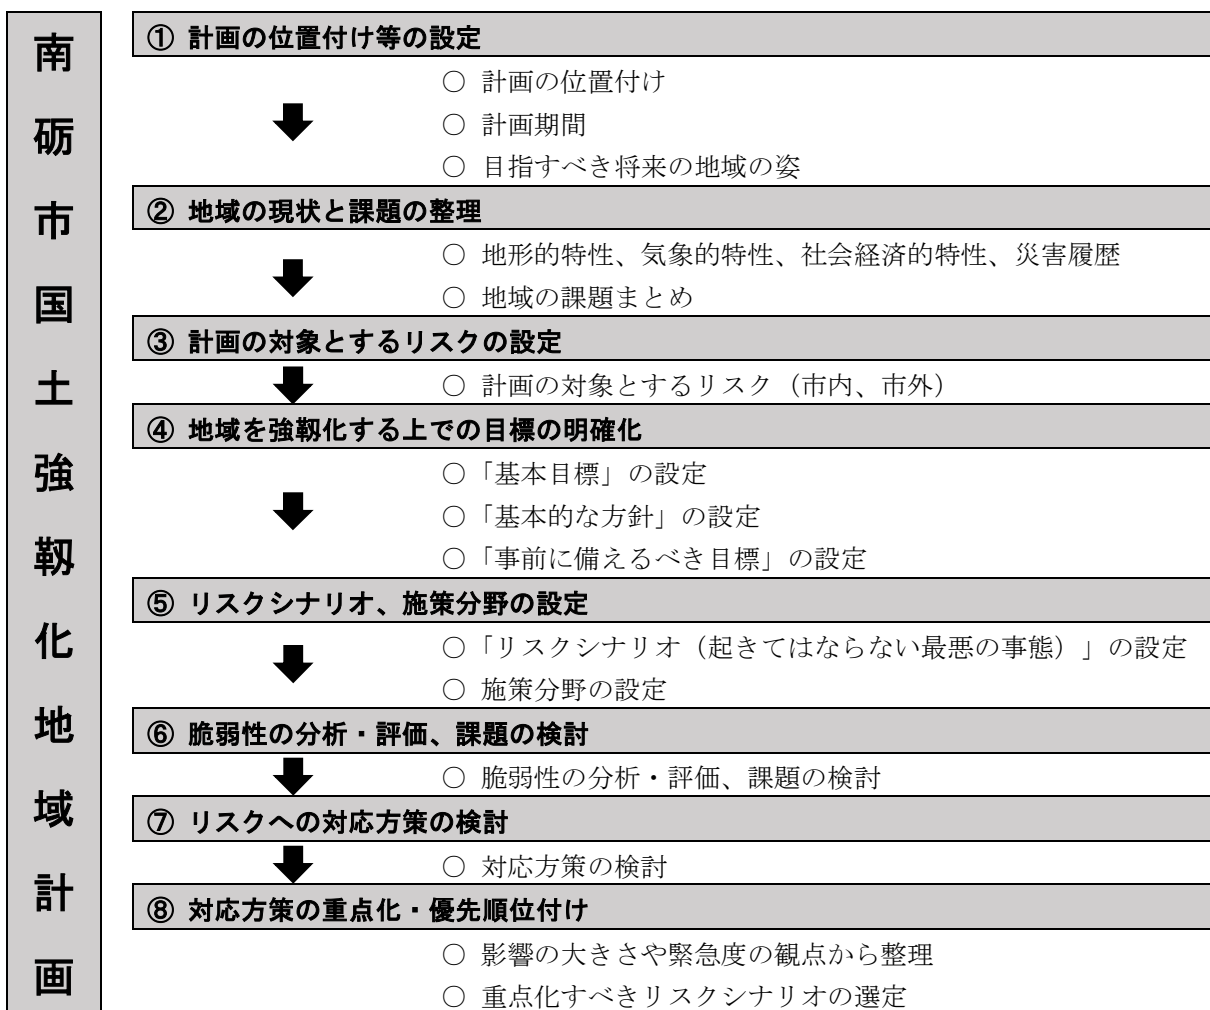 南砺市国土強靱化地域計画
① 計画の位置付け等の設定
○ 計画の位置付け
○ 計画期間
○ 目指すべき将来の地域の姿
② 地域の現状と課題の整理
○ 地形的特性、気象的特性、社会経済的特性、災害履歴
○ 地域の課題まとめ
③ 計画の対象とするリスクの設定
○ 計画の対象とするリスク（市内、市外）
④ 地域を強靱化する上での目標の明確化
○「基本目標」の設定
○「基本的な方針」の設定
○「事前に備えるべき目標」の設定
⑤ リスクシナリオ、施策分野の設定
○「リスクシナリオ（起きてはならない最悪の事態）」の設定
○ 施策分野の設定
⑥ 脆弱性の分析・評価、課題の検討
○ 脆弱性の分析・評価、課題の検討
⑦ リスクへの対応方策の検討
○ 対応方策の検討
⑧ 対応方策の重点化・優先順位付け
○ 影響の大きさや緊急度の観点から整理
○ 重点化すべきリスクシナリオの選定